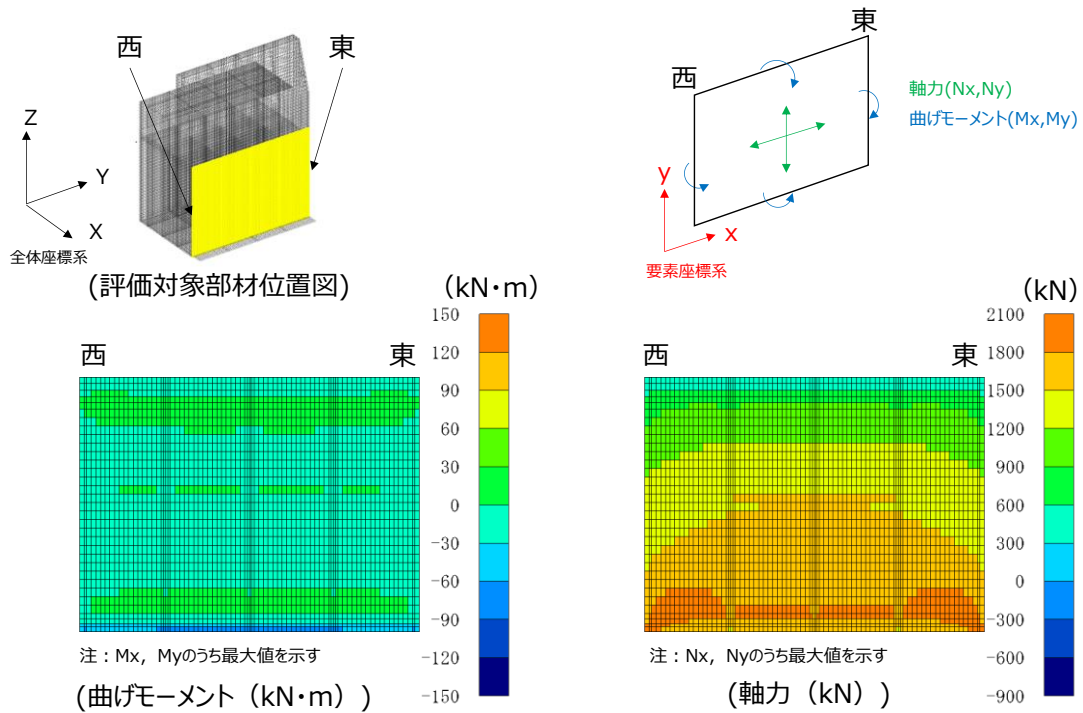 西
東
Z
Y
X
全体座標系
(評価対象部材位置図)
東
西
軸力(Nx,Ny)
曲げモーメント(Mx,My)
y
x
要素座標系
(kN・m)
西
東
150
120
90
60
30
0
-30
-60
-90
-120
-150
注：Mx，Myのうち最大値を示す
(曲げモーメント（kN・m）)
(kN)
西
東
2100
1800
1500
1200
900
600
300
0
-300
-600
-900
注：Nx，Nyのうち最大値を示す
(軸力（kN）)